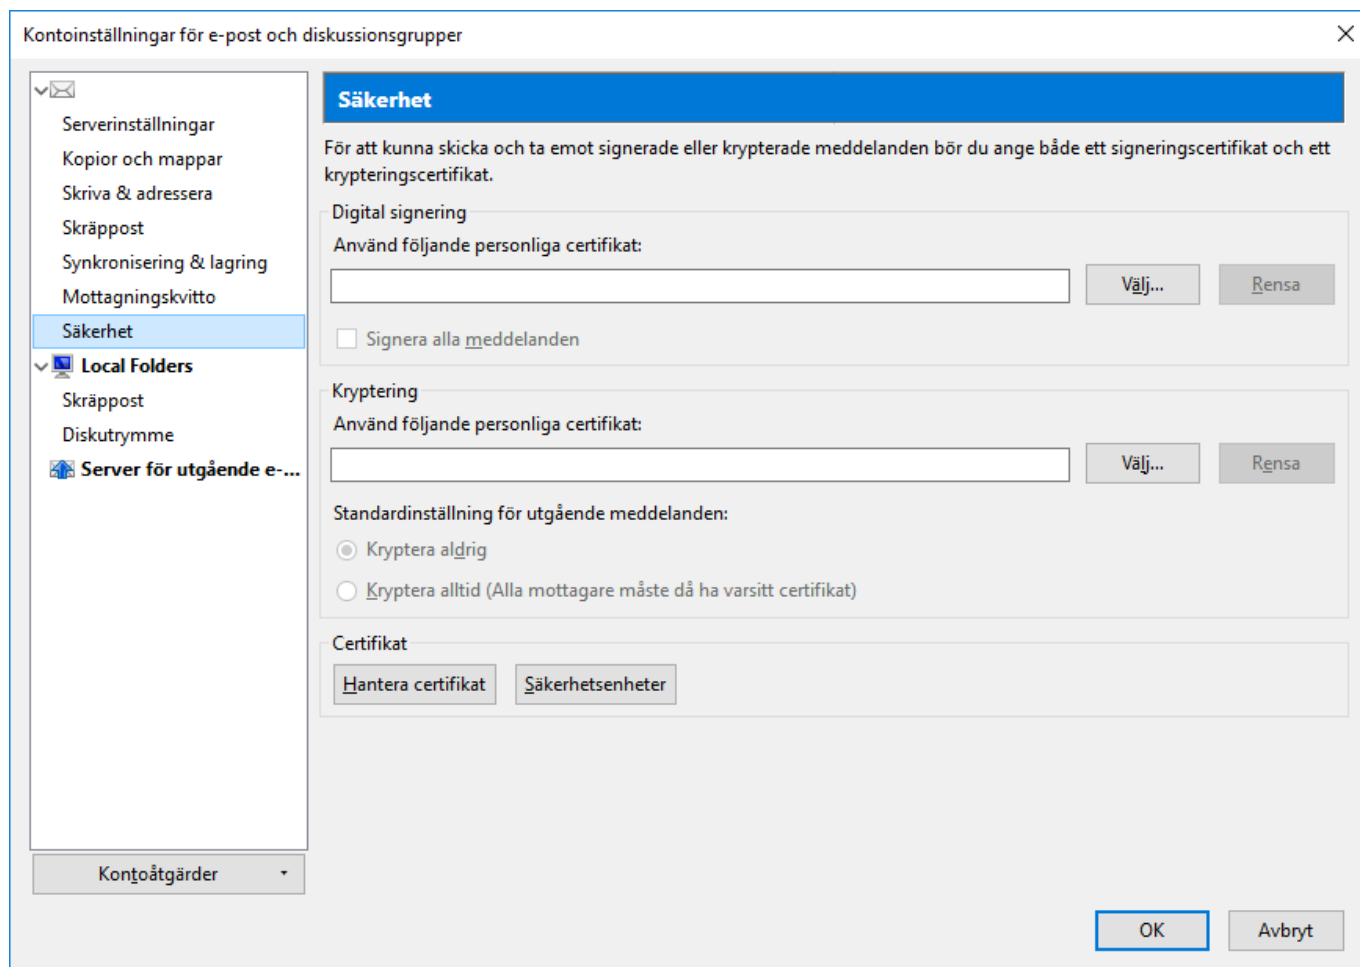 Kontoinställningar för e-post och diskussionsgrupper
Serverinställningar
Kopior och mappar
Skriva & adressera
Skräppost
Synkronisering & lagring
Mottagningskvitto
Säkerhet
Local Folders
Skräppost
Diskutrymme
Server för utgående e-...
Kontoåtgärder
Säkerhet
För att kunna skicka och ta emot signerade eller krypterade meddelanden bör du ange både ett signeringscertifikat och ett
krypteringscertifikat.
Digital signering
Använd följande personliga certifikat:
Välj...
Rensa
Signera alla meddelanden
Kryptering
Använd följande personliga certifikat:
Välj...
Rensa
Standardinställning för utgående meddelanden:
Kryptera aldrig
Kryptera alltid (Alla mottagare måste då ha varsitt certifikat)
Certifikat
Hantera certifikat
Säkerhetsenheter
OK
Avbryt